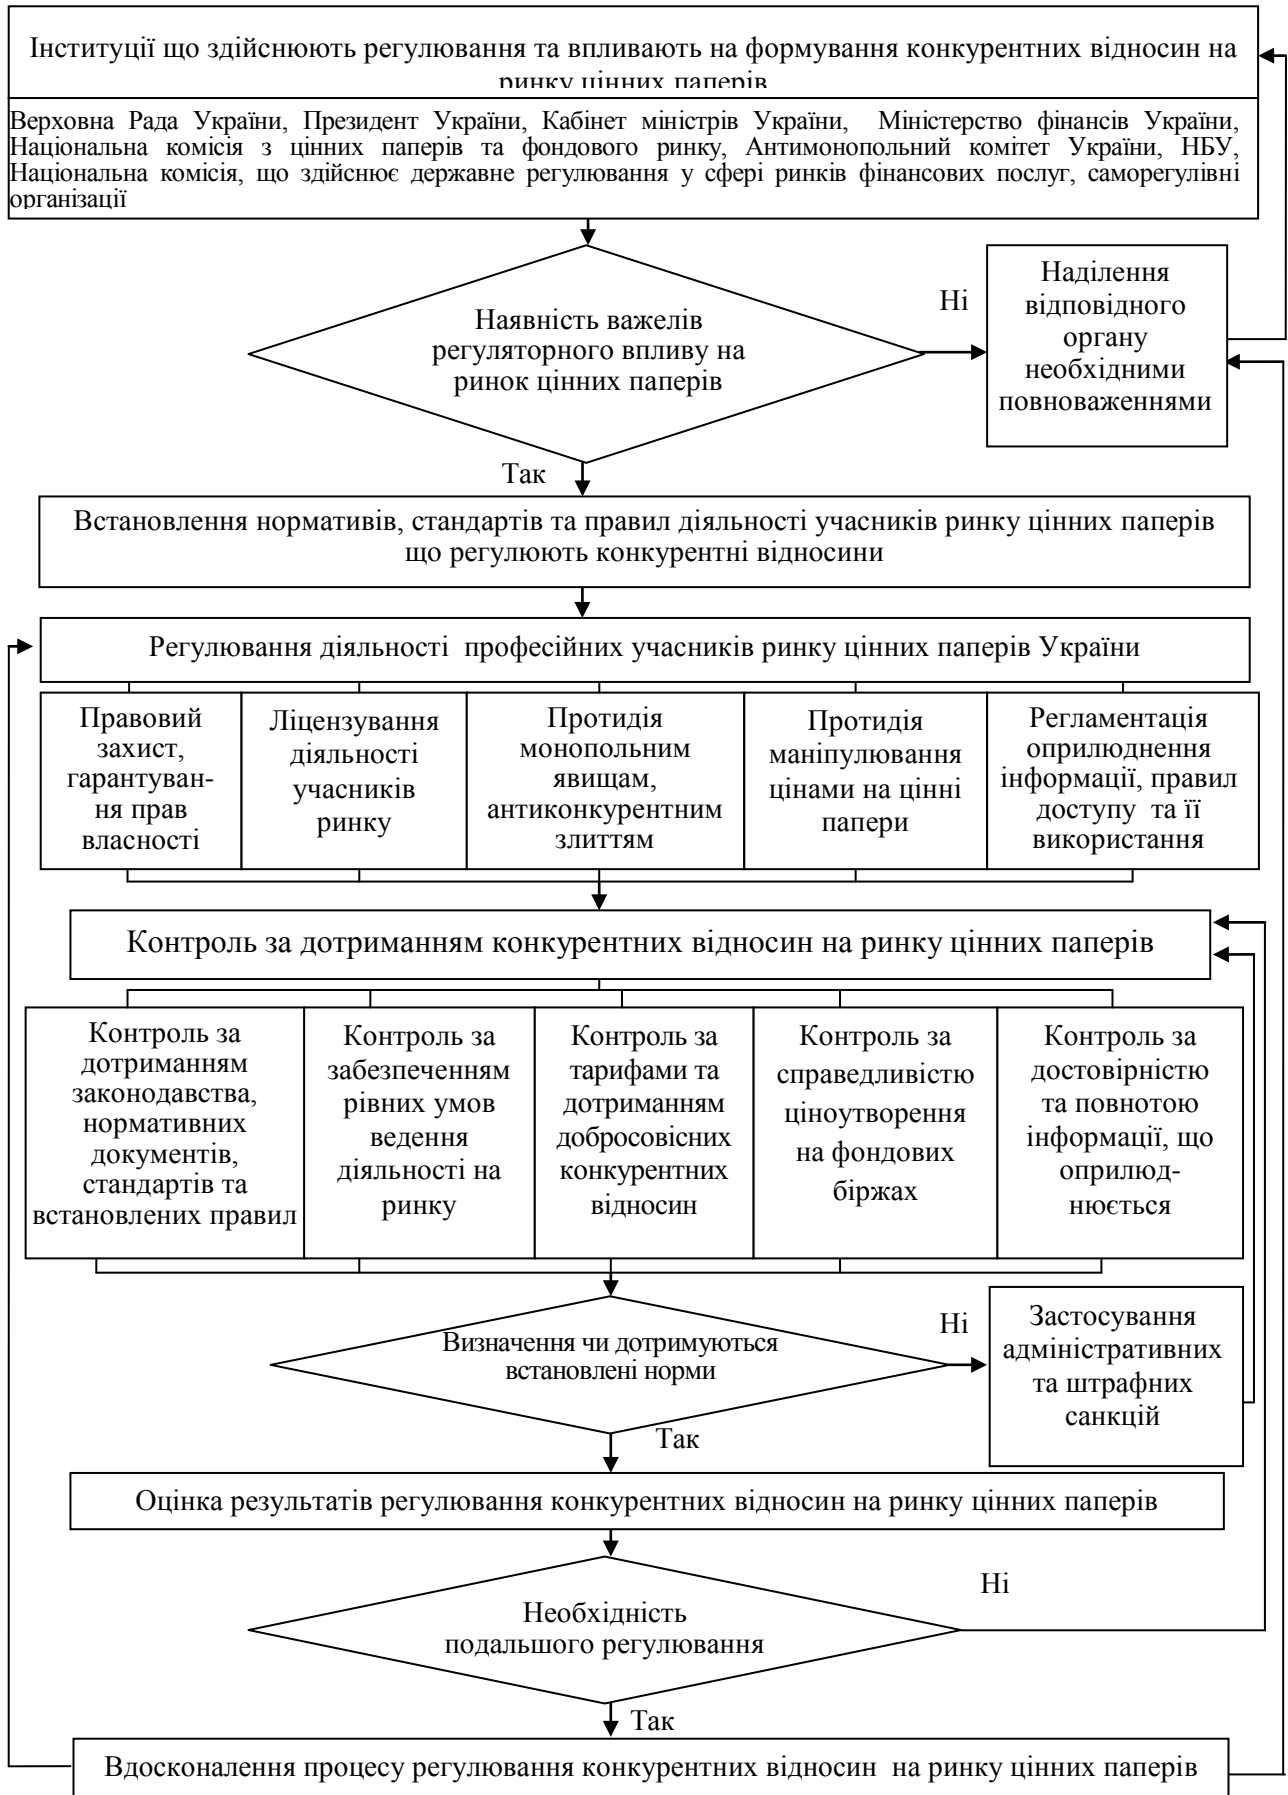 Інституції що здійснюють регулювання та впливають на формування конкурентних відносин на
ринку цінних паперів
Верховна Рада України, Президент України, Кабінет міністрів України, Міністерство фінансів України,
Національна комісія з цінних паперів та фондового ринку, Антимонопольний комітет України, НБУ,
Національна комісія, що здійснює державне регулювання у сфері ринків фінансових послуг, саморегулівні
організації
Наявність важелів
регуляторного впливу на
ринок цінних паперів
Ні
Наділення
відповідного
органу
необхідними
повноваженнями
Так
Встановлення нормативів, стандартів та правил діяльності учасників ринку цінних паперів
що регулюють конкурентні відносини
Регулювання діяльності професійних учасників ринку цінних паперів України
Правовий
захист,
гарантуван-
ня прав
власності
Ліцензування
діяльності
учасників
ринку
Протидія
монопольним
явищам,
антиконкурентним
злиттям
Протидія
маніпулювання
цінами на цінні
папери
Регламентація
оприлюднення
інформації, правил
доступу та її
використання
Контроль за дотриманням конкурентних відносин на ринку цінних паперів
Контроль за
дотриманням
законодавства,
нормативних
документів,
стандартів та
встановлених правил
Контроль за
забезпеченням
рівних умов
ведення
діяльності на
ринку
Контроль за
тарифами та
дотриманням
добросовісних
конкурентних
відносин
Контроль за
справедливістю
ціноутворення
на фондових
біржах
Контроль за
достовірністю
та повнотою
інформації, що
оприлюд-
нюється
Визначення чи дотримуються
встановлені норми
Ні
Застосування
адміністративних
та штрафних
санкцій
Так
Оцінка результатів регулювання конкурентних відносин на ринку цінних паперів
Необхідність
подальшого регулювання
Ні
Так
Вдосконалення процесу регулювання конкурентних відносин на ринку цінних паперів